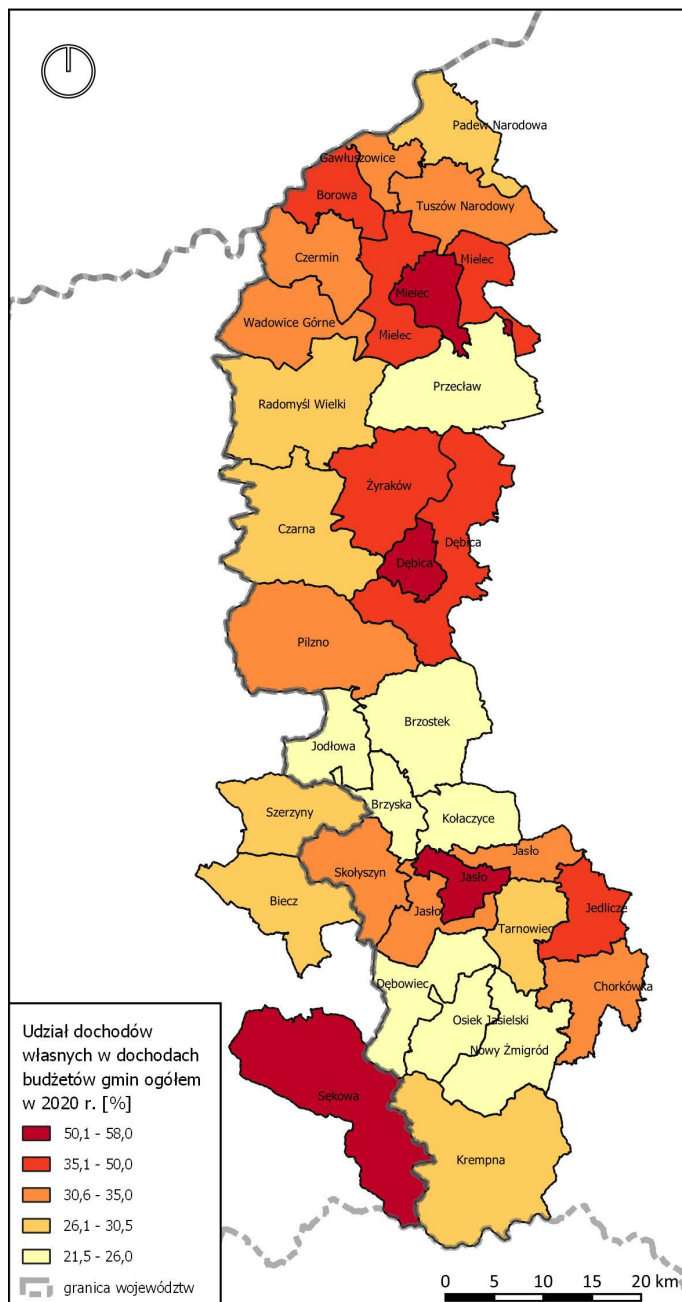 Padew Narodowa
Gawłuszowice
Borowa
Tuszów Narodowy
Czermin
Mielec
Mielec
Wadowice Górne
Mielec
Przecław
Radomyśl Wielki
Żyraków
Czarna
Dębica
Dębica
Pilzno
Brzostek
Jodłowa
Brzyska
Szerzyny
Kołaczyce
Jasło
Skołyszyn
Jasło
Jedlicze
Biecz
Jasło
Tarnowiec
Dębowiec
Chorkówka
Osiek Jasielski
Nowy Żmigród
Sękowa
Krempna
Udział dochodów
własnych w dochodach
budżetów gmin ogółem
w 2020 r. [%]
50,1 - 58,0
35,1 - 50,0
30,6 - 35,0
26,1 - 30,5
21,5 - 26,0
granica województw
0 5 10 15 20 km